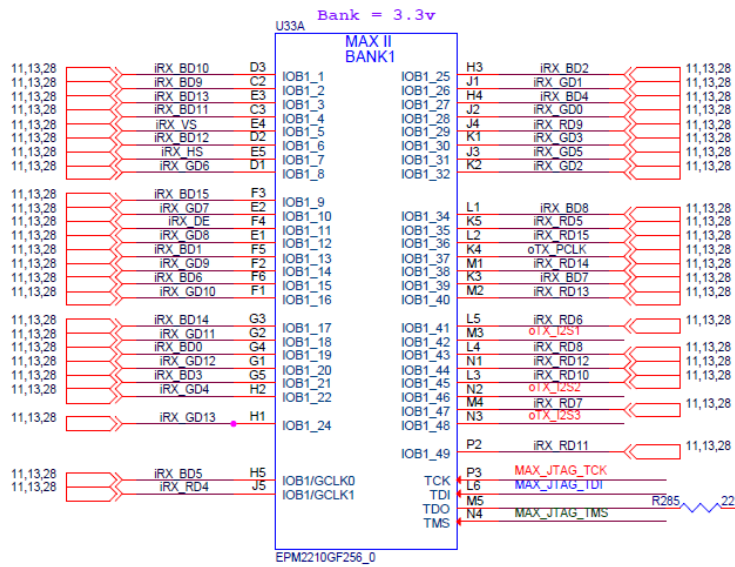 Bank = 3.3v
U33A
MAX II
BANK1
11,13,28 iRX_BD10 D3 IOB1_1 IOB1_25 H3 iRX_BD2 11,13,28
11,13,28 iRX_BD9 C2 IOB1_2 IOB1_26 J1 iRX_GD1 11,13,28
11,13,28 iRX_BD13 E3 IOB1_3 IOB1_27 H4 iRX_BD4 11,13,28
11,13,28 iRX_BD11 C3 IOB1_4 IOB1_28 J2 iRX_GD0 11,13,28
11,13,28 iRX_VS E4 IOB1_5 IOB1_29 J4 iRX_RD9 11,13,28
11,13,28 iRX_BD12 D2 IOB1_6 IOB1_30 K1 iRX_GD3 11,13,28
11,13,28 iRX_HS E5 IOB1_7 IOB1_31 J3 iRX_GD5 11,13,28
11,13,28 iRX_GD6 D1 IOB1_8 IOB1_32 K2 iRX_GD2 11,13,28
11,13,28 iRX_BD15 F3 IOB1_9
11,13,28 iRX_GD7 E2 IOB1_10 IOB1_34 L1 iRX_BD8 11,13,28
11,13,28 iRX_DE F4 IOB1_11 IOB1_35 K5 iRX_RD5 11,13,28
11,13,28 iRX_GD8 E1 IOB1_12 IOB1_36 L2 iRX_RD15 11,13,28
11,13,28 iRX_BD1 F5 IOB1_13 IOB1_37 K4 oTX_PCLK 11,13,28
11,13,28 iRX_GD9 F2 IOB1_14 IOB1_38 M1 iRX_RD14 11,13,28
11,13,28 iRX_BD6 F6 IOB1_15 IOB1_39 K3 iRX_BD7 11,13,28
11,13,28 iRX_GD10 F1 IOB1_16 IOB1_40 M2 iRX_RD13 11,13,28
11,13,28 iRX_BD14 G3 IOB1_17 IOB1_41 L5 iRX_RD6 11,13,28
11,13,28 iRX_GD11 G2 IOB1_18 IOB1_42 M3 oTX_I2S1
11,13,28 iRX_BD0 G4 IOB1_19 IOB1_43 L4 iRX_RD8 11,13,28
11,13,28 iRX_GD12 G1 IOB1_20 IOB1_44 N1 iRX_RD12 11,13,28
11,13,28 iRX_BD3 G5 IOB1_21 IOB1_45 L3 iRX_RD10 11,13,28
11,13,28 iRX_GD4 H2 IOB1_22 IOB1_46 N2 oTX_I2S2
IOB1_47 M4 iRX_RD7 11,13,28
11,13,28 iRX_GD13 H1 IOB1_24 IOB1_48 N3 oTX_I2S3
IOB1_49 P2 iRX_RD11 11,13,28
11,13,28 iRX_BD5 H5 IOB1/GCLK0 TCK P3 MAX_JTAG_TCK
11,13,28 iRX_RD4 J5 IOB1/GCLK1 TDI L6 MAX_JTAG_TDI
TDO M5 R285 22
TMS N4 MAX_JTAG_TMS
EPM2210GF256_0